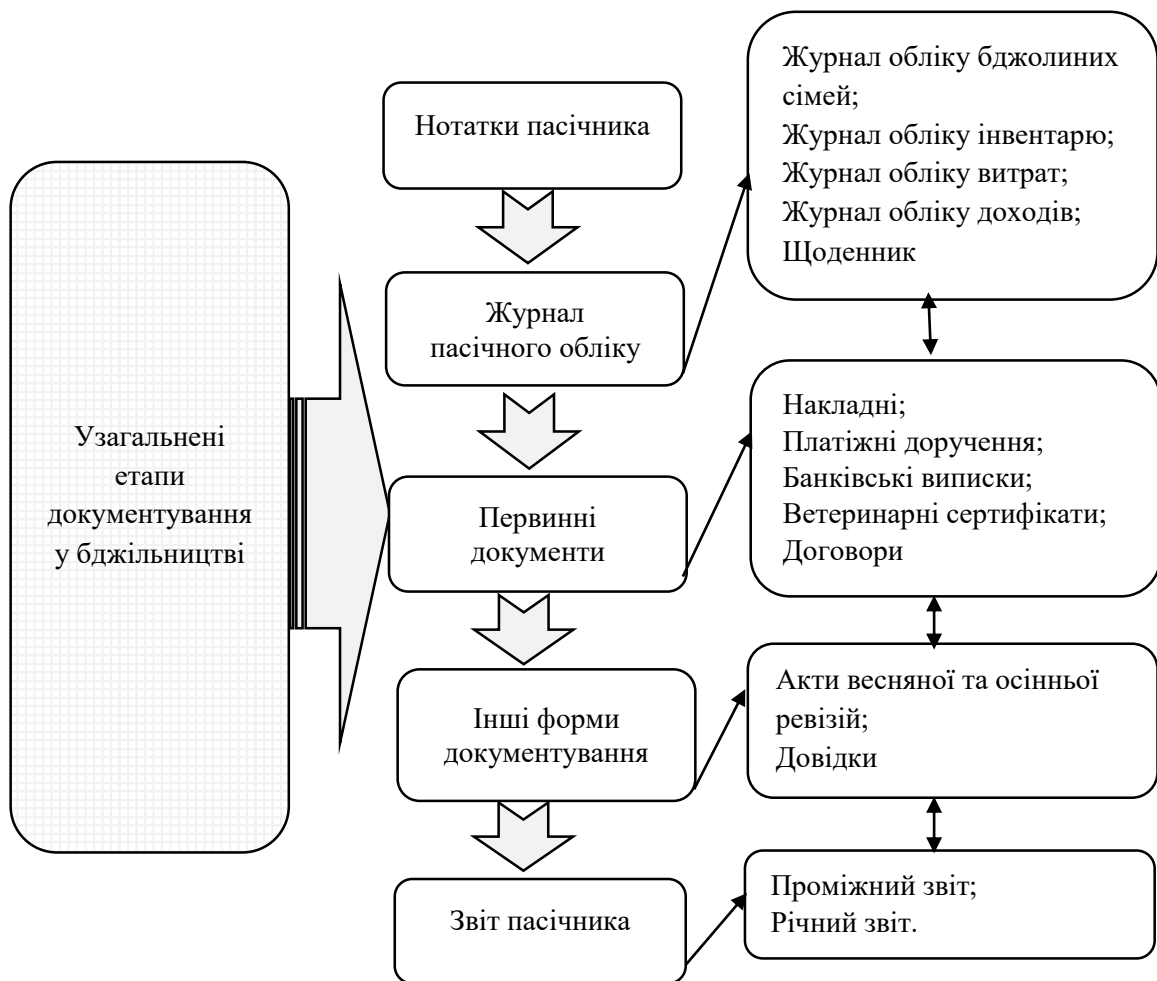 Узагальнені
етапи
документування
у бджільництві
Нотатки пасічника
Журнал
пасічного обліку
Первинні
документи
Інші форми
документування
Звіт пасічника
Журнал обліку бджолиних
сімей;
Журнал обліку інвентарю;
Журнал обліку витрат;
Журнал обліку доходів;
Щоденник
Накладні;
Платіжні доручення;
Банківські виписки;
Ветеринарні сертифікати;
Договори
Акти весняної та осінньої
ревізій;
Довідки
Проміжний звіт;
Річний звіт.